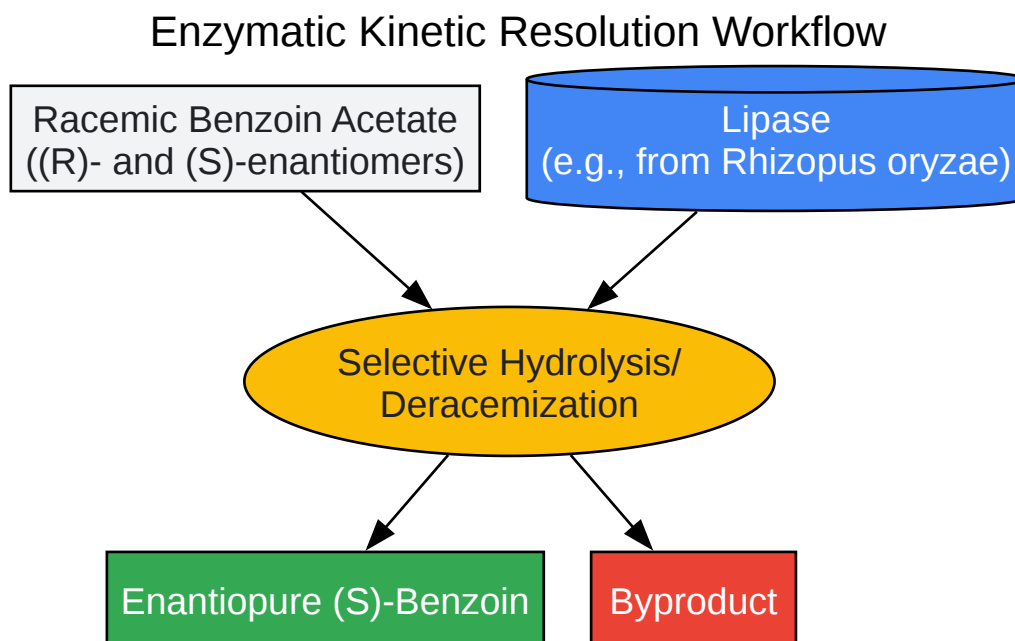 Enzymatic Kinetic Resolution Workflow
Racemic Benzoin Acetate
((R)- and (S)-enantiomers)
Lipase
(e.g., from Rhizopus oryzae)
Selective Hydrolysis/
Deracemization
Enantiopure (S)-Benzoin
Byproduct